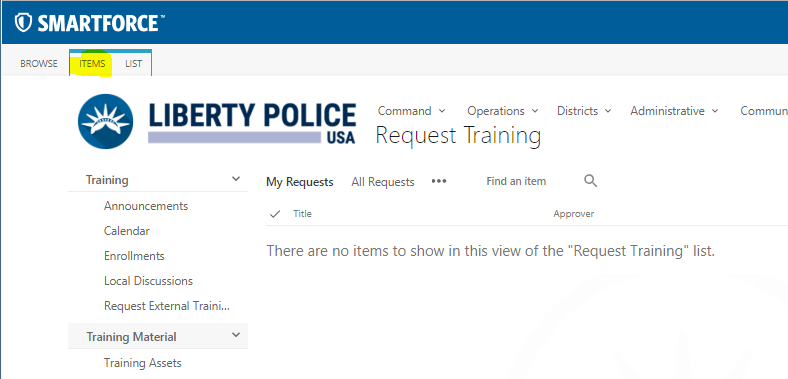 SMARTFORCE™
BROWSE ITEMS LIST
LIBERTY POLICE
USA
Command Operations Districts Administrative Commun
Request Training
Training
Announcements
Calendar
Enrollments
Local Discussions
Request External Traini...
Training Material
Training Assets
My Requests All Requests ••• Find an item
Title Approver
There are no items to show in this view of the "Request Training" list.